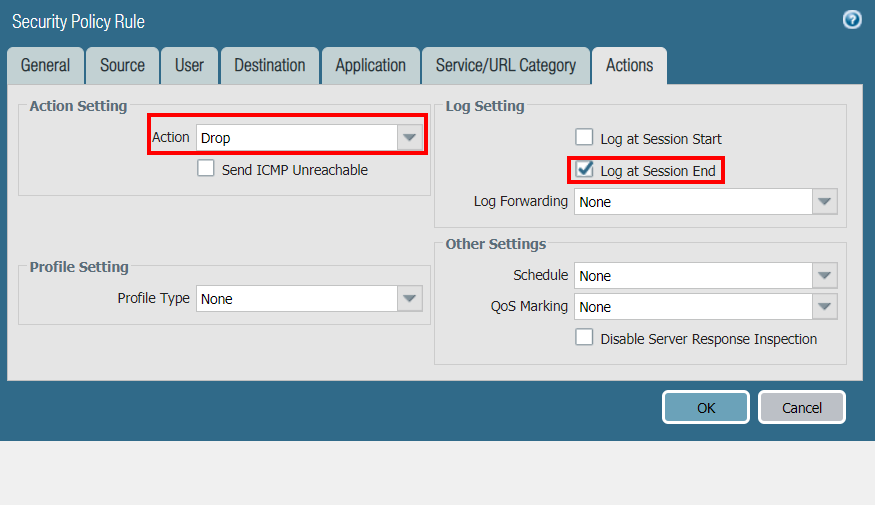 Security Policy Rule
General
Source
User
Destination
Application
Service/URL Category
Actions
Action Setting
Action Drop
Send ICMP Unreachable
Profile Setting
Profile Type None
Log Setting
Log at Session Start
Log at Session End
Log Forwarding None
Other Settings
Schedule None
QoS Marking None
Disable Server Response Inspection
OK
Cancel